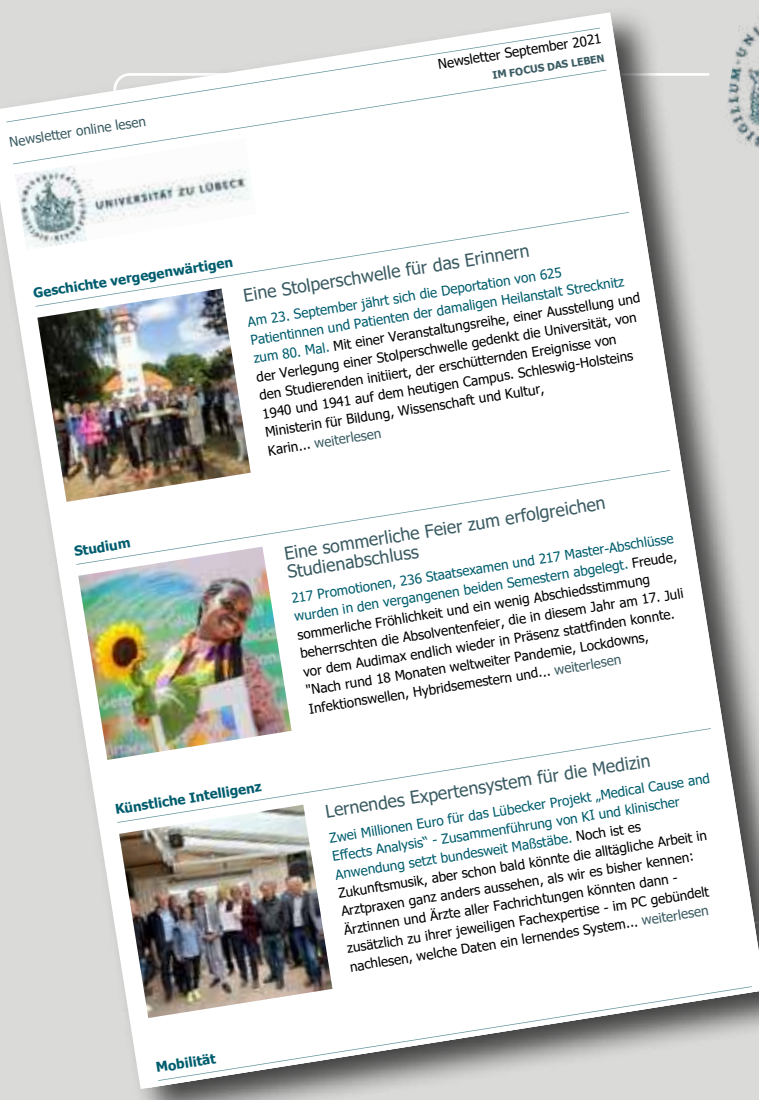 Newsletter September 2021
IM FOCUS DAS LEBEN
Newsletter online lesen
UNIVERSITÄT ZU LÜBECK
Geschichte vergegenwärtigen
Eine Stolperschwelle für das Erinnern
Am 23. September jährt sich die Deportation von 625
Patientinnen und Patienten der damaligen Heilanstalt Strecknitz
zum 80. Mal. Mit einer Veranstaltungsreihe, einer Ausstellung und
der Verlegung einer Stolperschwelle gedenkt die Universität, von
den Studierenden initiiert, der erschütternden Ereignisse von
1940 und 1941 auf dem heutigen Campus. Schleswig-Holsteins
Ministerin für Bildung, Wissenschaft und Kultur,
Karin... weiterlesen
Studium
Eine sommerliche Feier zum erfolgreichen
Studienabschluss
217 Promotionen, 236 Staatsexamen und 217 Master-Abschlüsse
wurden in den vergangenen beiden Semestern abgelegt. Freude,
sommerliche Fröhlichkeit und ein wenig Abschiedsstimmung
beherrschten die Absolventenfeier, die in diesem Jahr am 17. Juli
vor dem Audimax endlich wieder in Präsenz stattfinden konnte.
"Nach rund 18 Monaten weltweiter Pandemie, Lockdowns,
Infektionswellen, Hybridsemestern und... weiterlesen
Künstliche Intelligenz
Lernendes Expertensystem für die Medizin
Zwei Millionen Euro für das Lübecker Projekt „Medical Cause and
Effects Analysis“ - Zusammenführung von KI und klinischer
Anwendung setzt bundesweit Maßstäbe. Noch ist es
Zukunftsmusik, aber schon bald könnte die alltägliche Arbeit in
Arztpraxen ganz anders aussehen, als wir es bisher kennen:
Ärztinnen und Ärzte aller Fachrichtungen könnten dann -
zusätzlich zu ihrer jeweiligen Fachexpertise - im PC gebündelt
nachlesen, welche Daten ein lernendes System... weiterlesen
Mobilität